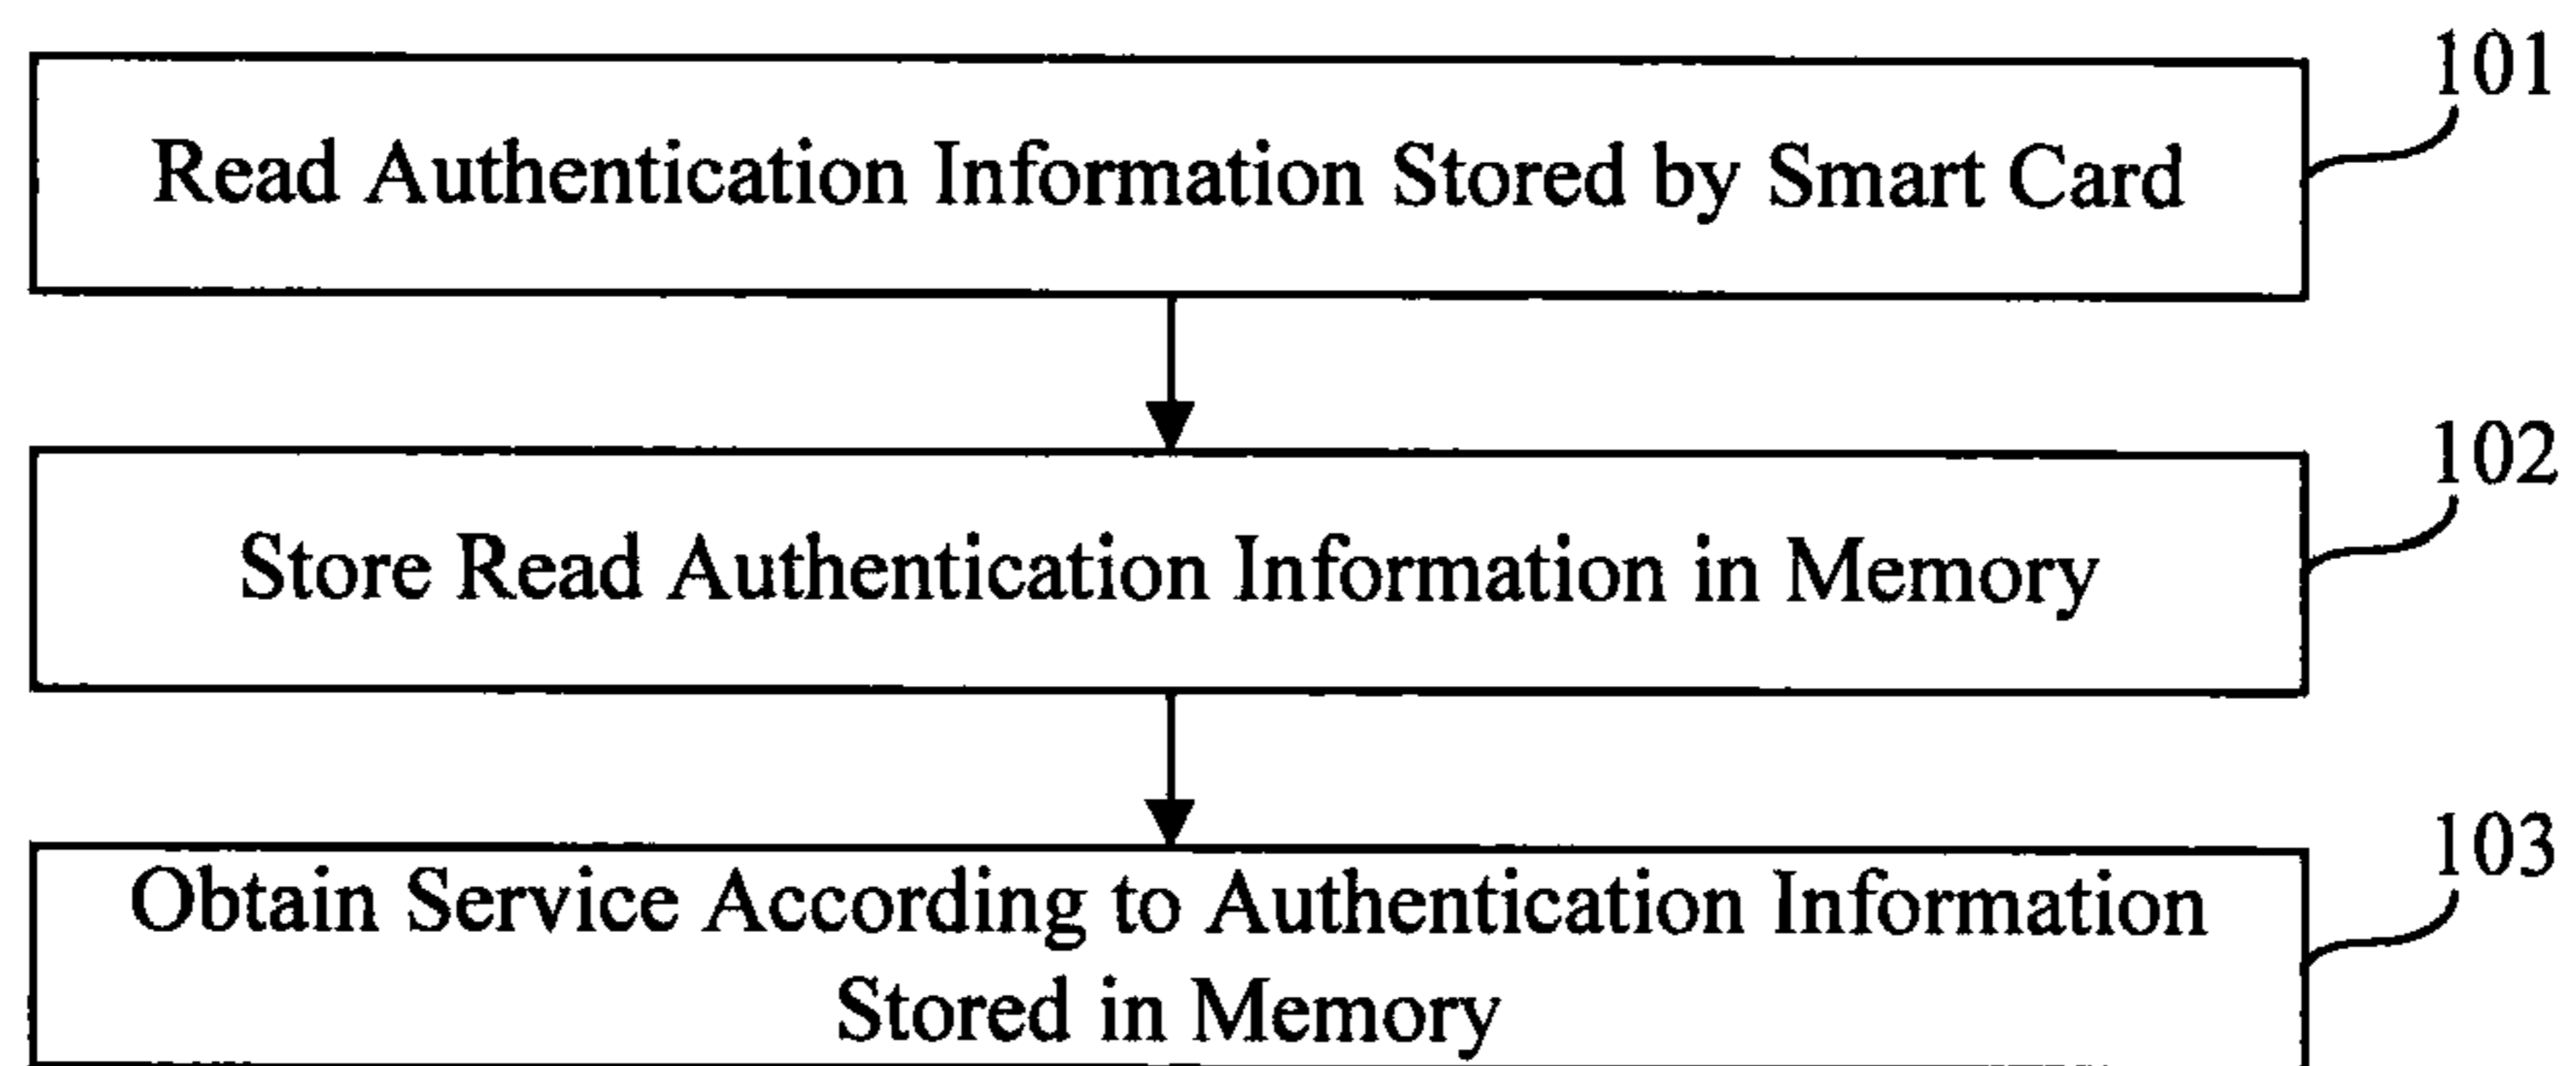 101
Read Authentication Information Stored by Smart Card
102
Store Read Authentication Information in Memory
103
Obtain Service According to Authentication Information
Stored in Memory